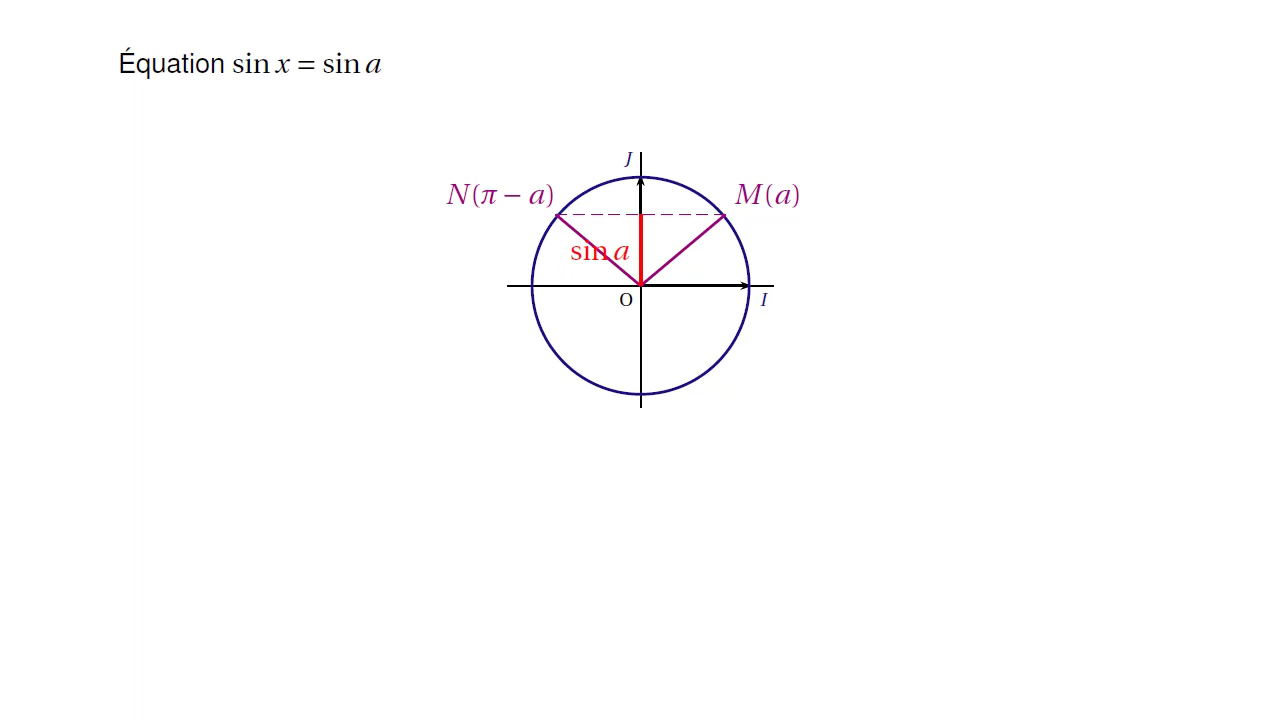 Équation sin x = sin a
J
N(π − a)
M(a)
sin a
O
I